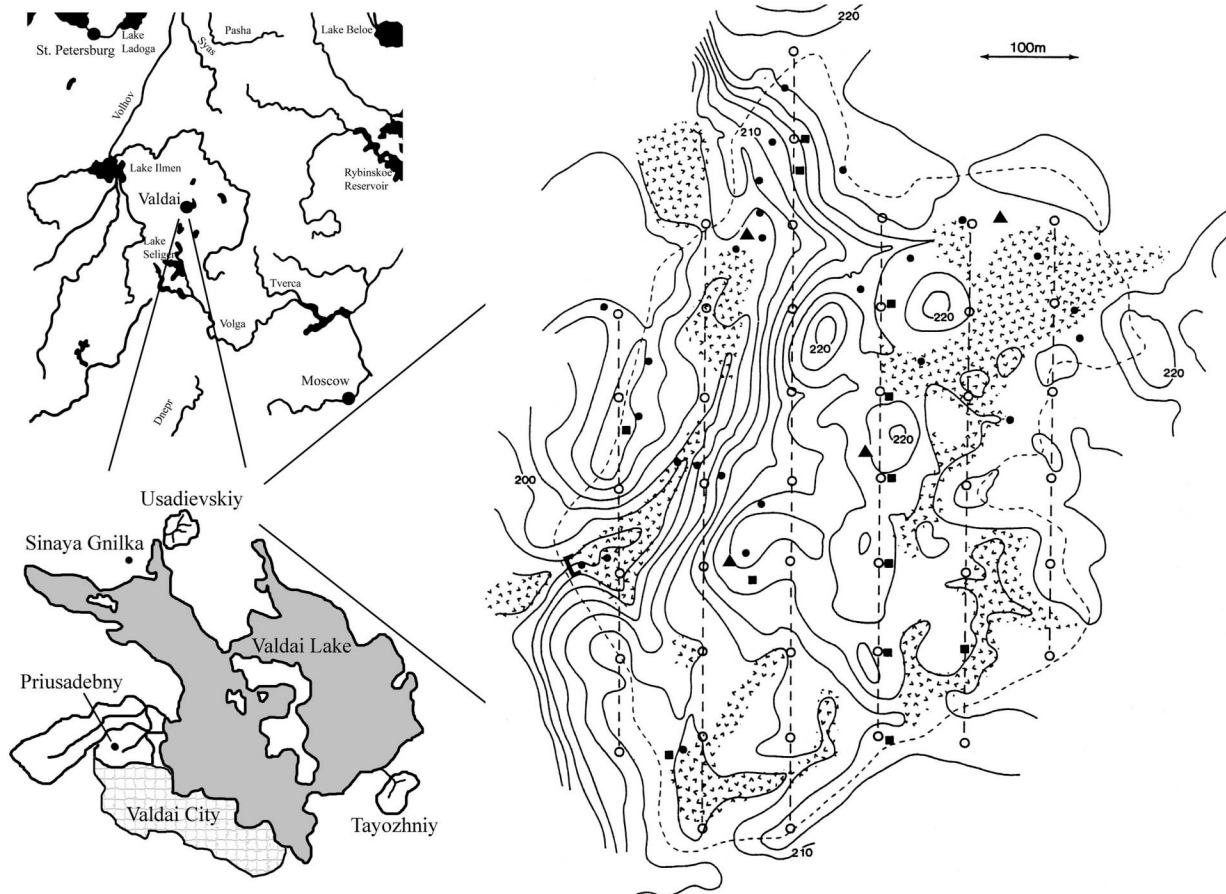 Lake
Ladoga
St. Petersburg
Pasha
Syas
Lake Beloe
Volhov
Lake Ilmen
Rybinskoe
Reservoir
Valdai
Lake
Seliger
Tverca
Volga
Moscow
Dnepr
Usadievskiy
Sinaya Gnilka
Valdai Lake
Priusadebny
Valdai City
Tayozhniy
220
100m
210
220
220
220
220
200
210